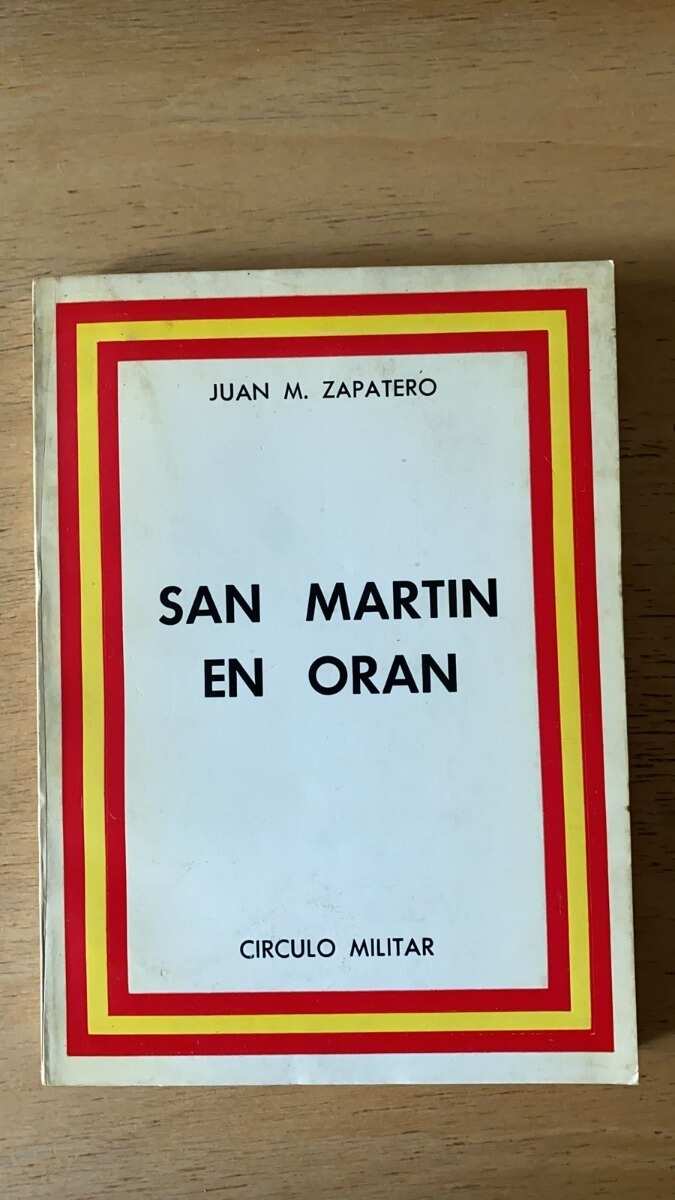 JUAN M. ZAPATERO
SAN MARTIN
EN ORAN
CIRCULO MILITAR